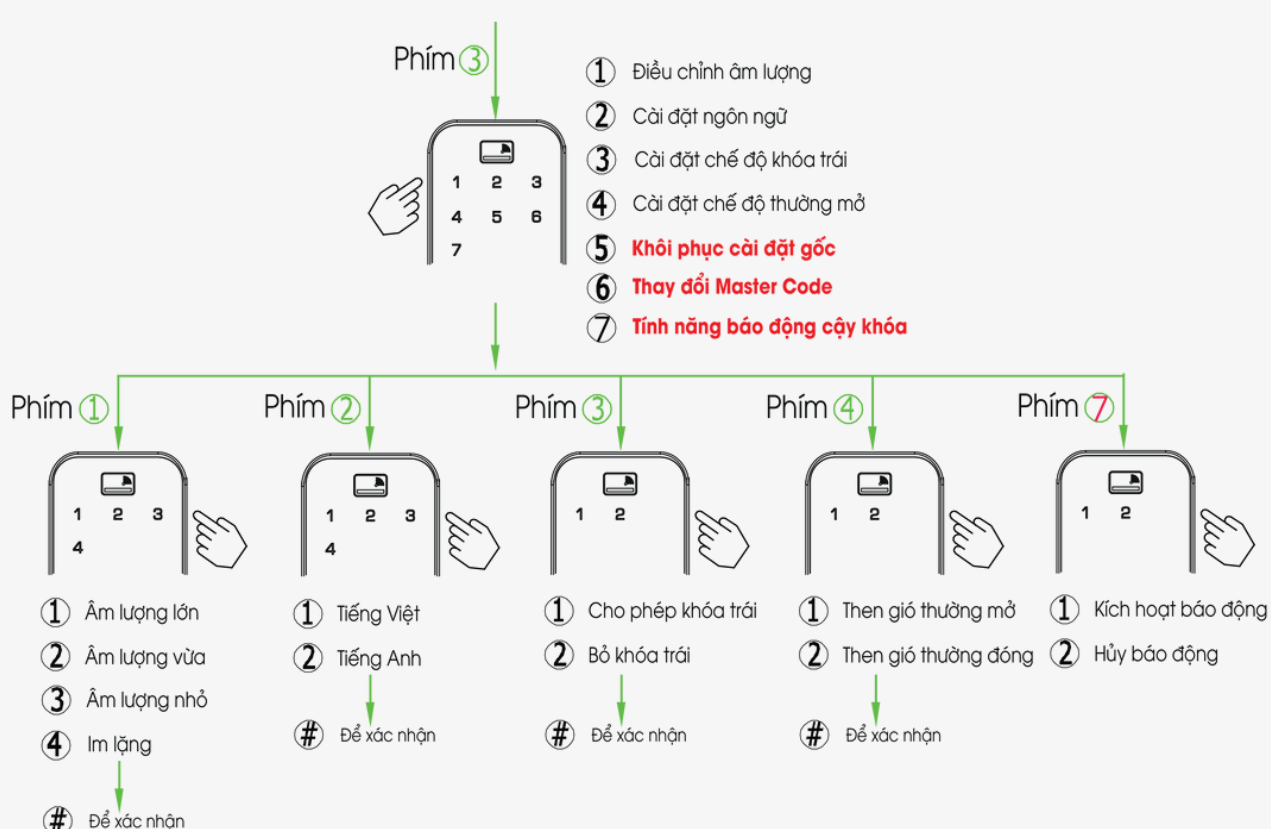 Phím 3
1 Điều chỉnh âm lượng
2 Cài đặt ngôn ngữ
3 Cài đặt chế độ khóa trái
4 Cài đặt chế độ thường mở
5 Khôi phục cài đặt gốc
6 Thay đổi Master Code
7 Tính năng báo động cậy khóa
1 2 3
4 5 6
7
Phím 1
1 2 3
4
1 Âm lượng lớn
2 Âm lượng vừa
3 Âm lượng nhỏ
4 Im lặng
# Để xác nhận
Phím 2
1 2 3
4
1 Tiếng Việt
2 Tiếng Anh
# Để xác nhận
Phím 3
1 2
1 Cho phép khóa trái
2 Bỏ khóa trái
# Để xác nhận
Phím 4
1 2
1 Then gió thường mở
2 Then gió thường đóng
# Để xác nhận
Phím 7
1 2
1 Kích hoạt báo động
2 Hủy báo động